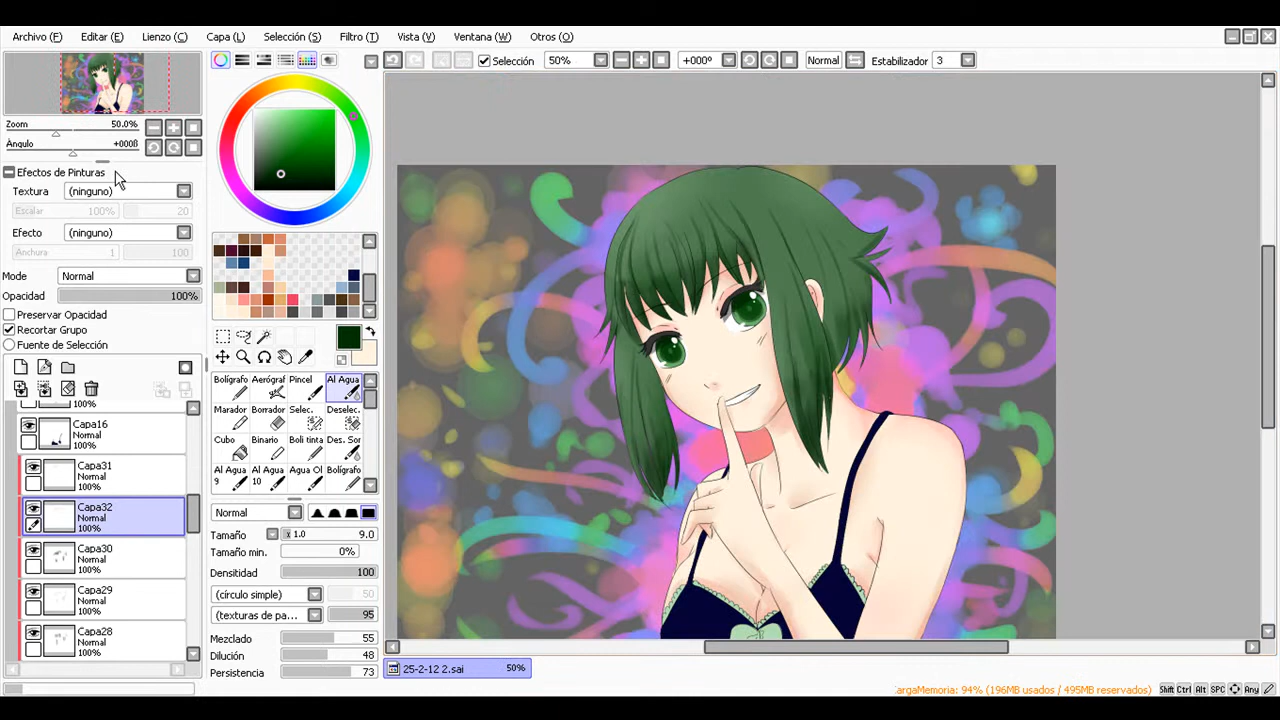 Archivo (F) Editar (E) Lienzo (C) Capa (L) Selección (S) Filtro (T) Vista (V) Ventana (W) Otros (O)
Selección 50% +000º Normal Estabilizador 3
Zoom 50.0%
Ángulo +000ß
Efectos de Pinturas
Textura (ninguno)
Escalar 100% 20
Efecto (ninguno)
Anchura 1 100
Mode Normal
Opacidad 100%
Preservar Opacidad
Recortar Grupo
Fuente de Selección
100%
Capa16
Normal
100%
Capa31
Normal
100%
Capa32
Normal
100%
Capa30
Normal
100%
Capa29
Normal
100%
Capa28
Normal
100%
Bolígrafo Aerógraf Pincel Al Agua
Marador Borrador Selec. Deselec.
Cubo Binario Boli tinta Des. Sor
Al Agua 9 Al Agua 10 Agua Ol Bolígrafo
Normal
Tamaño x 1.0 9.0
Tamaño min. 0%
Densitidad 100
(círculo simple) 50
(texturas de pa... 95
Mezclado 55
Dilución 48
Persistencia 73
25-2-12 2.sai 50%
CargaMemoria: 94% (196MB usados / 495MB reservados) Shift Ctrl Alt SPC Any